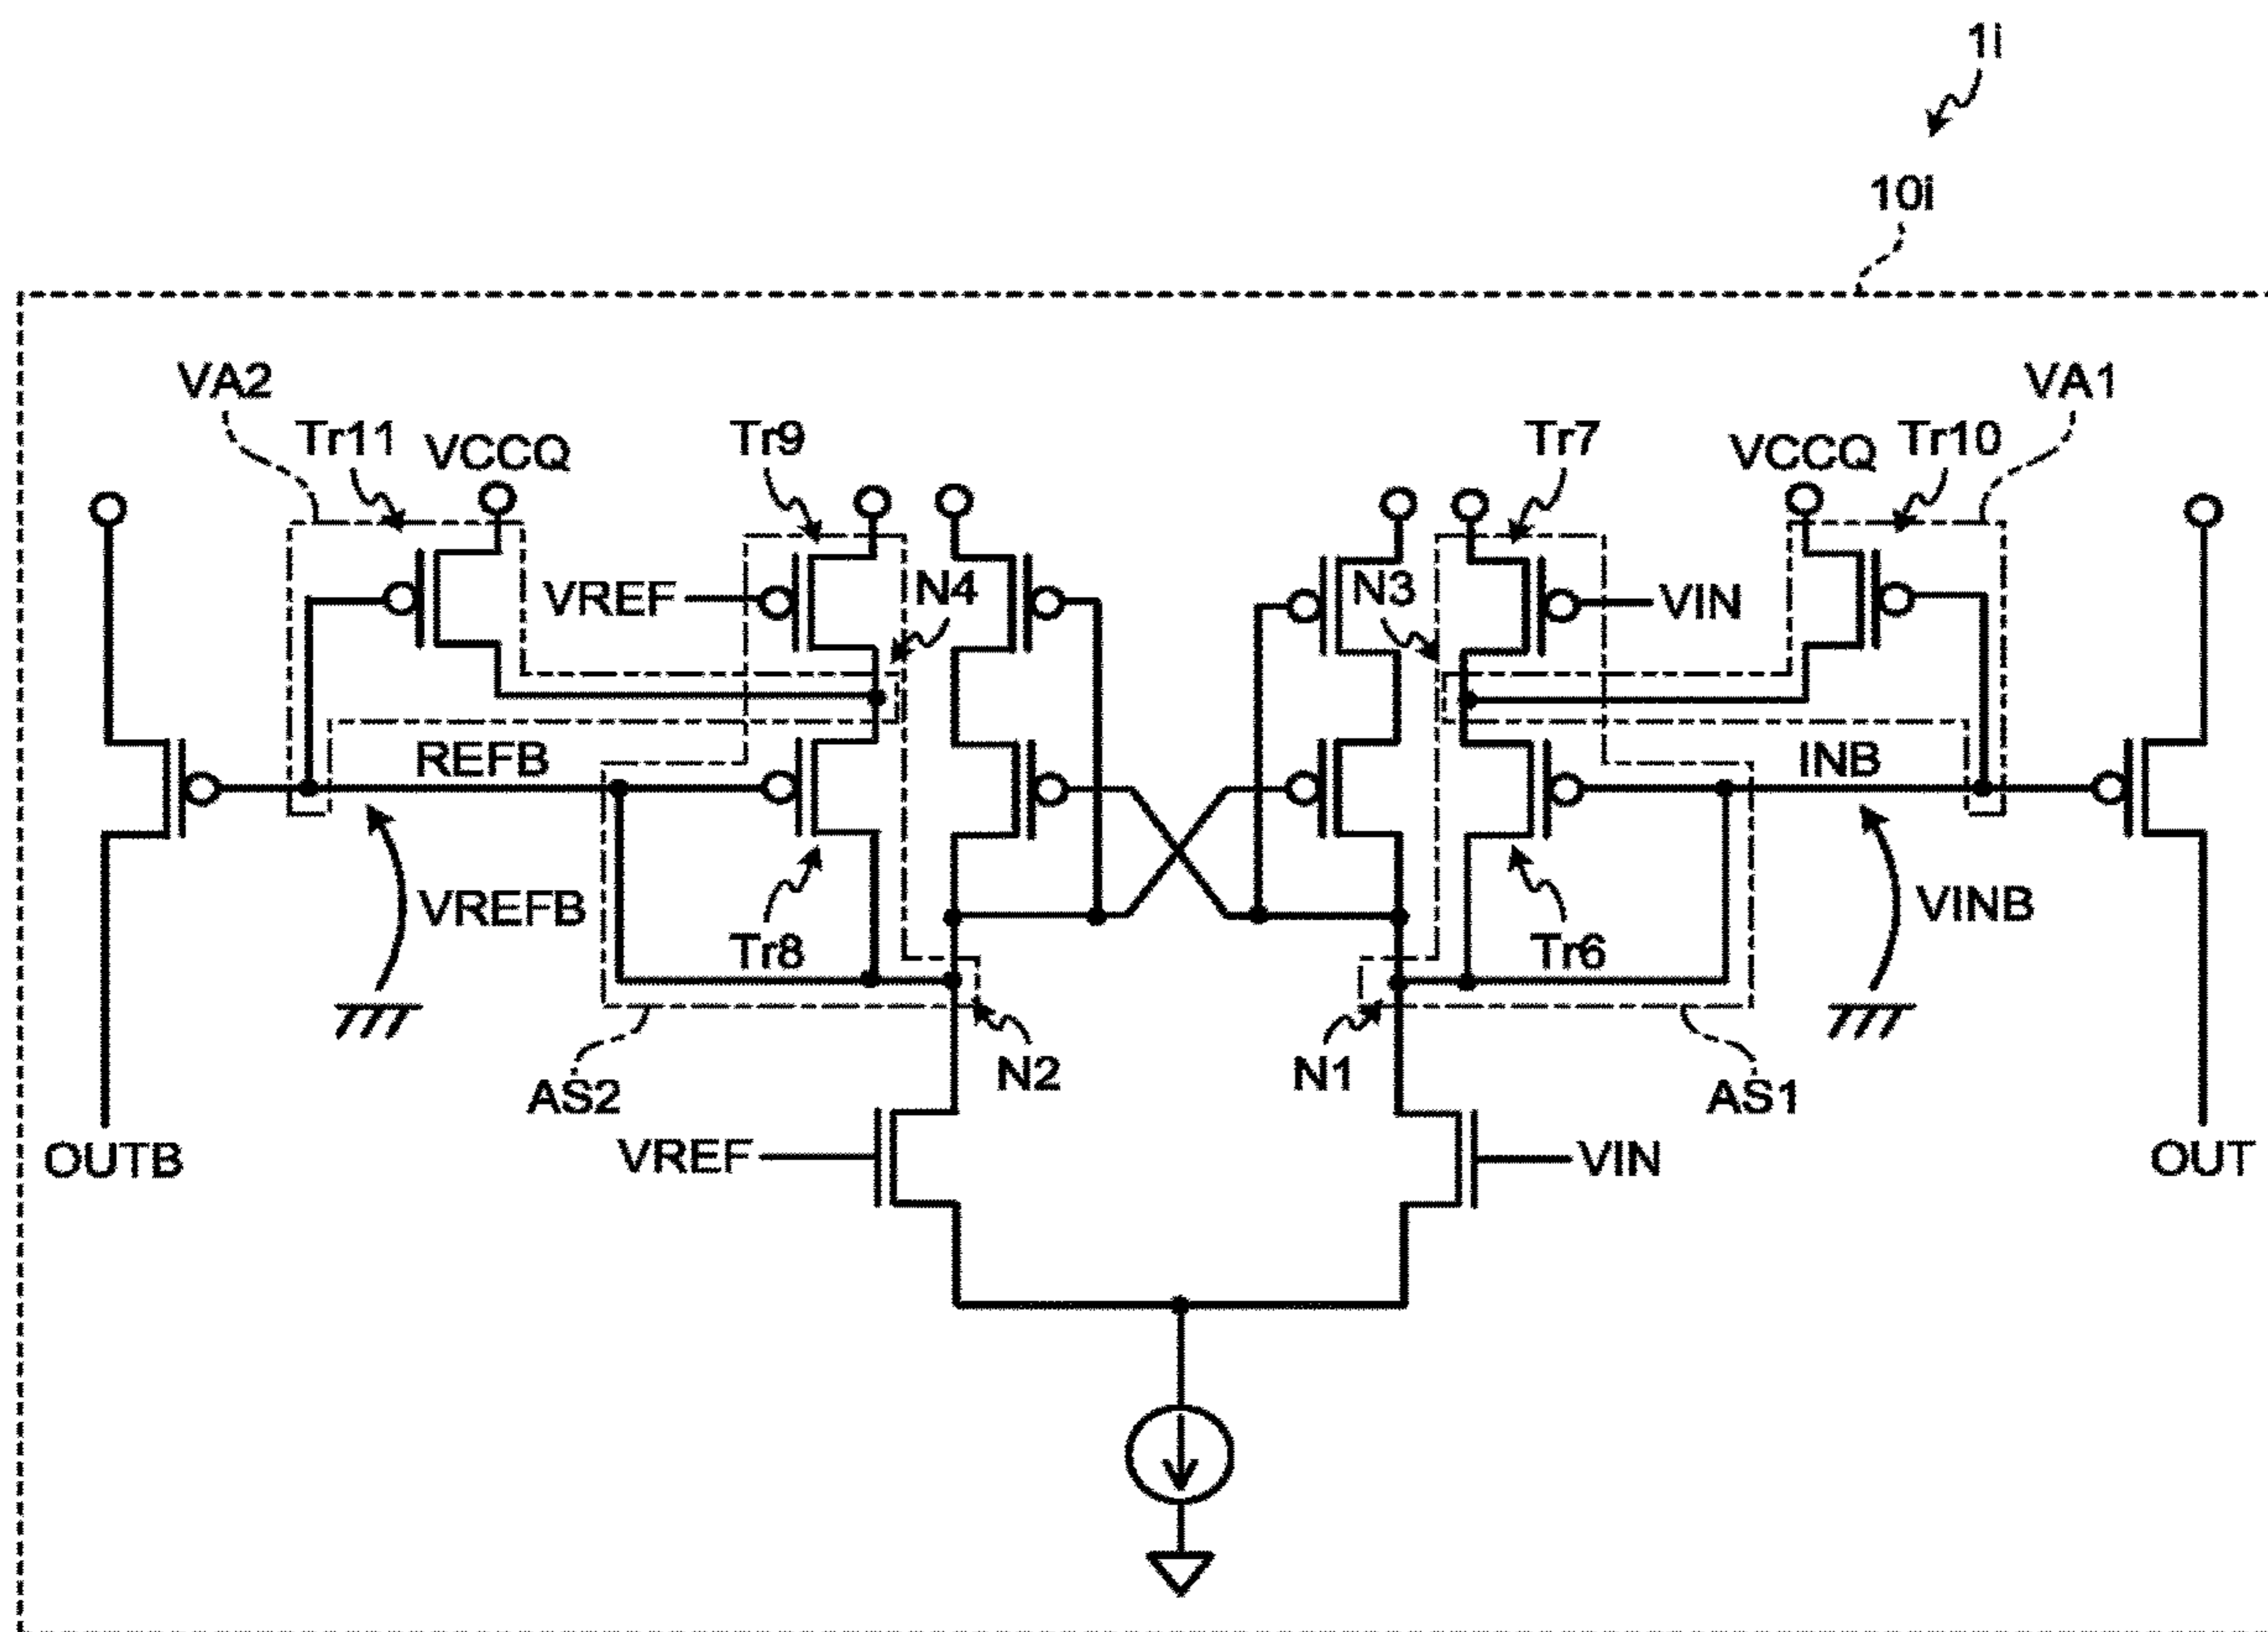 1i
10i
VA2
VA1
Tr11
VCCQ
Tr9
Tr7
VCCQ
Tr10
VREF
N4
N3
VIN
REFB
INB
VREFB
Tr8
Tr6
VINB
AS2
N2
N1
AS1
OUTB
VREF
VIN
OUT